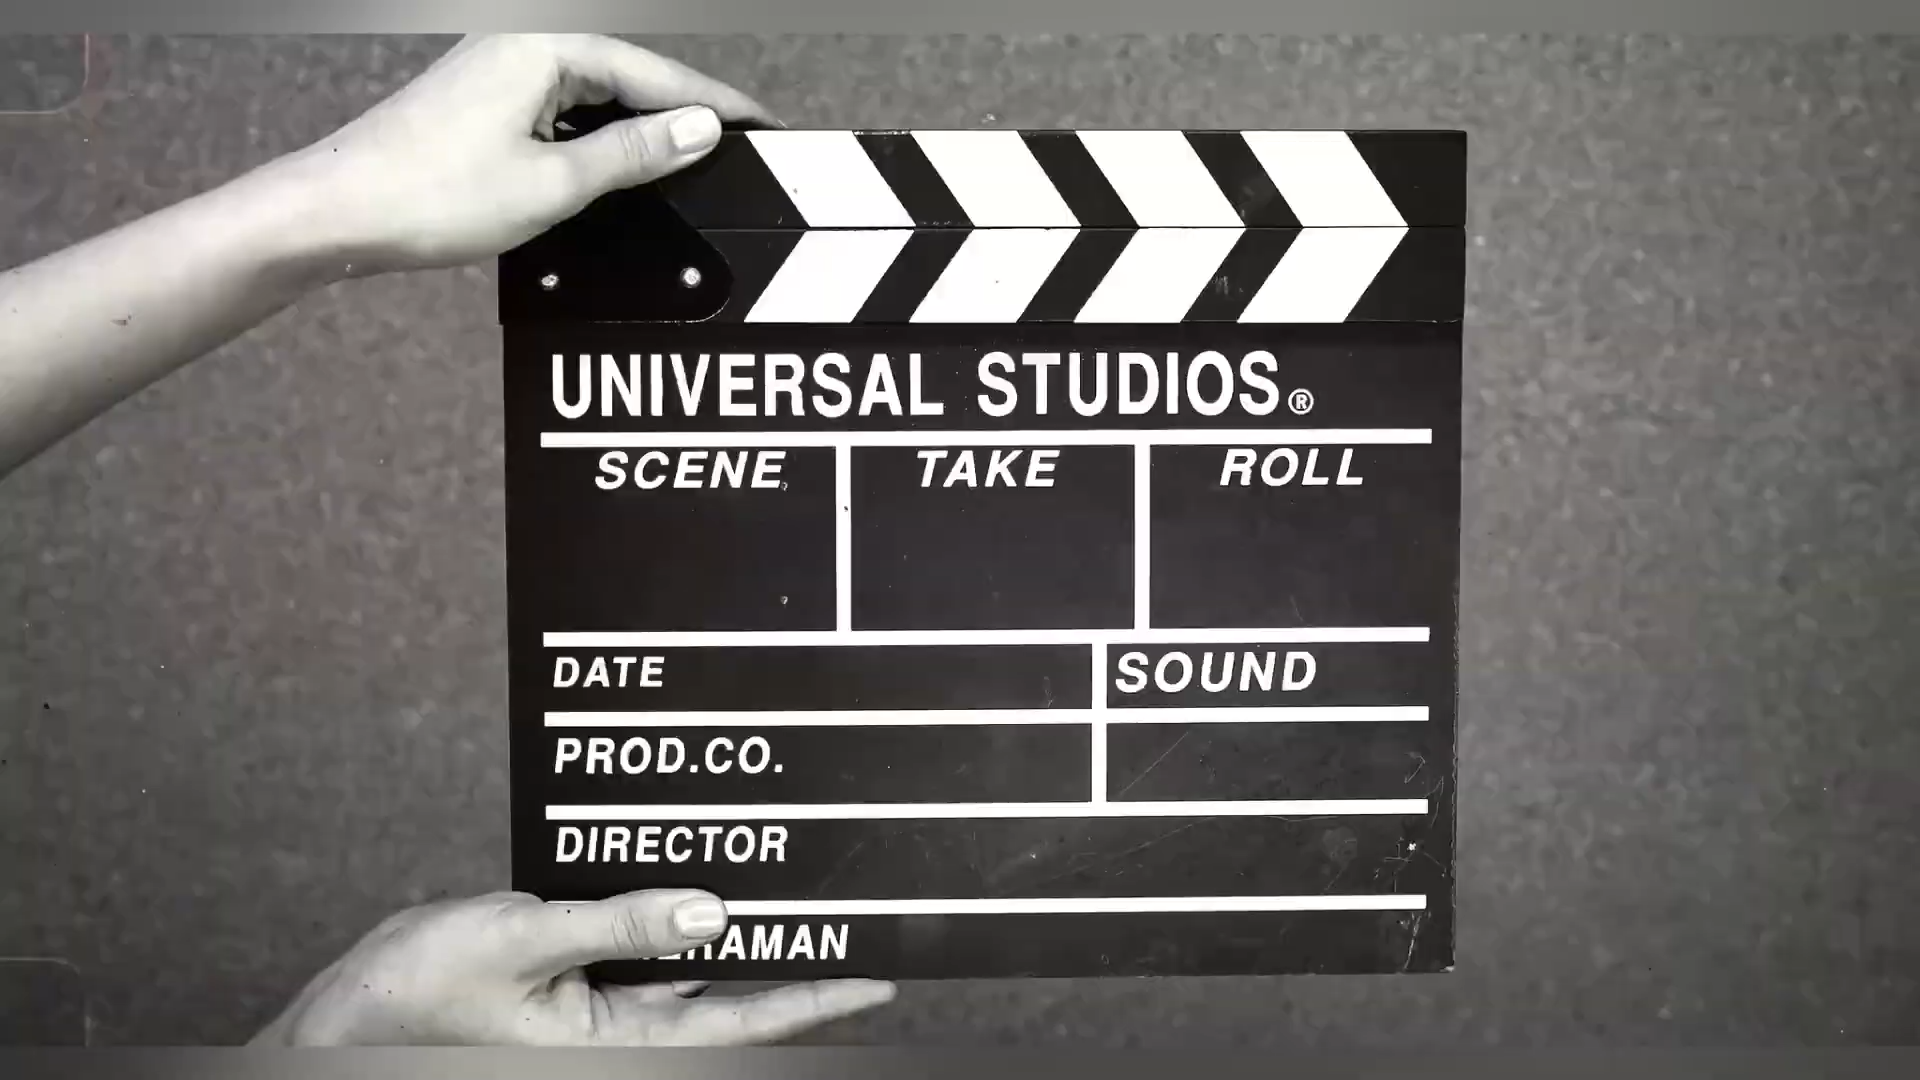 UNIVERSAL STUDIOS®
SCENE TAKE ROLL
DATE SOUND
PROD.CO.
DIRECTOR